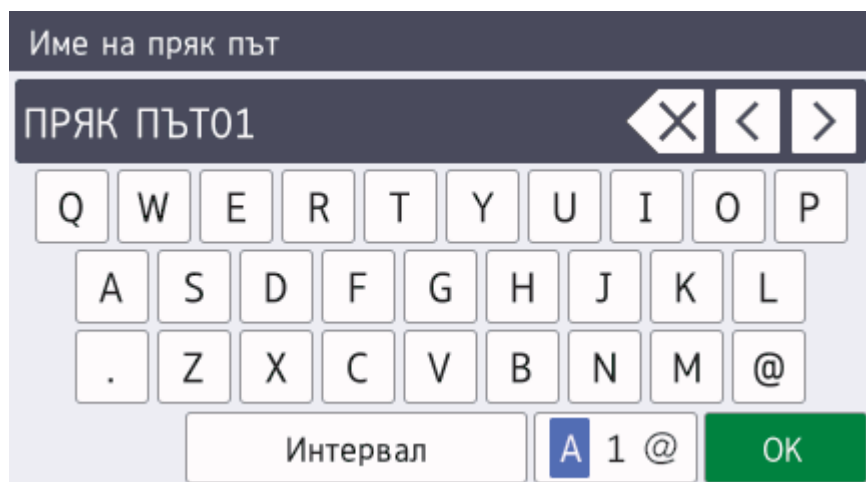 Име на пряк път
ПРЯК ПЪТ01
Q W E R T Y U I O P
A S D F G H J K L
. Z X C V B N M @
Интервал A 1 @ OK